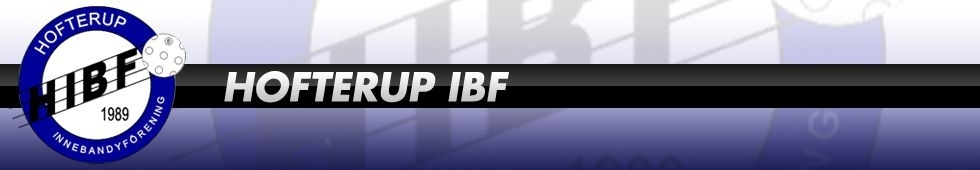 HOFTERUP
HIBF
1989
INNEBANDYFÖRENING
HOFTERUP IBF